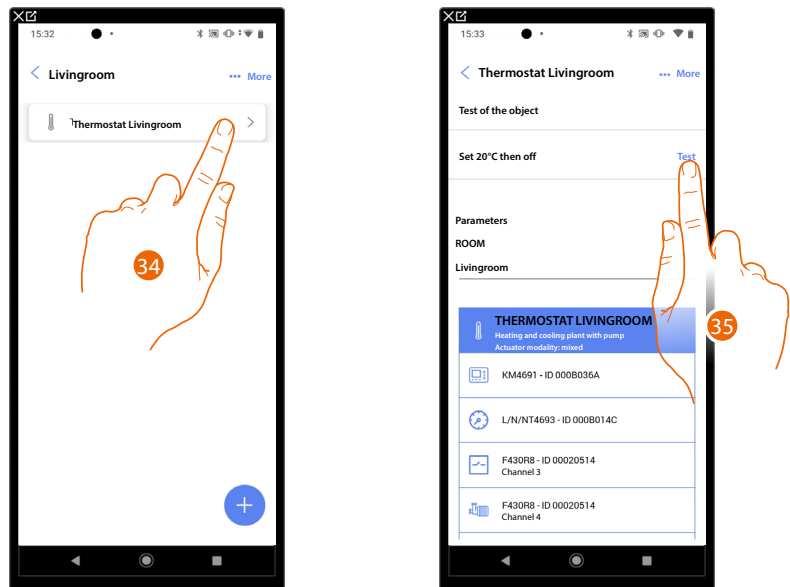 15:32
Livingroom
More
Thermostat Livingroom
34
15:33
Thermostat Livingroom
More
Test of the object
Set 20°C then off
Test
Parameters
ROOM
Livingroom
THERMOSTAT LIVINGROOM
Heating and cooling plant with pump
Actuator modality: mixed
KM4691 - ID 000B036A
L/N/NT4693 - ID 000B014C
F430R8 - ID 00020514
Channel 3
F430R8 - ID 00020514
Channel 4
35